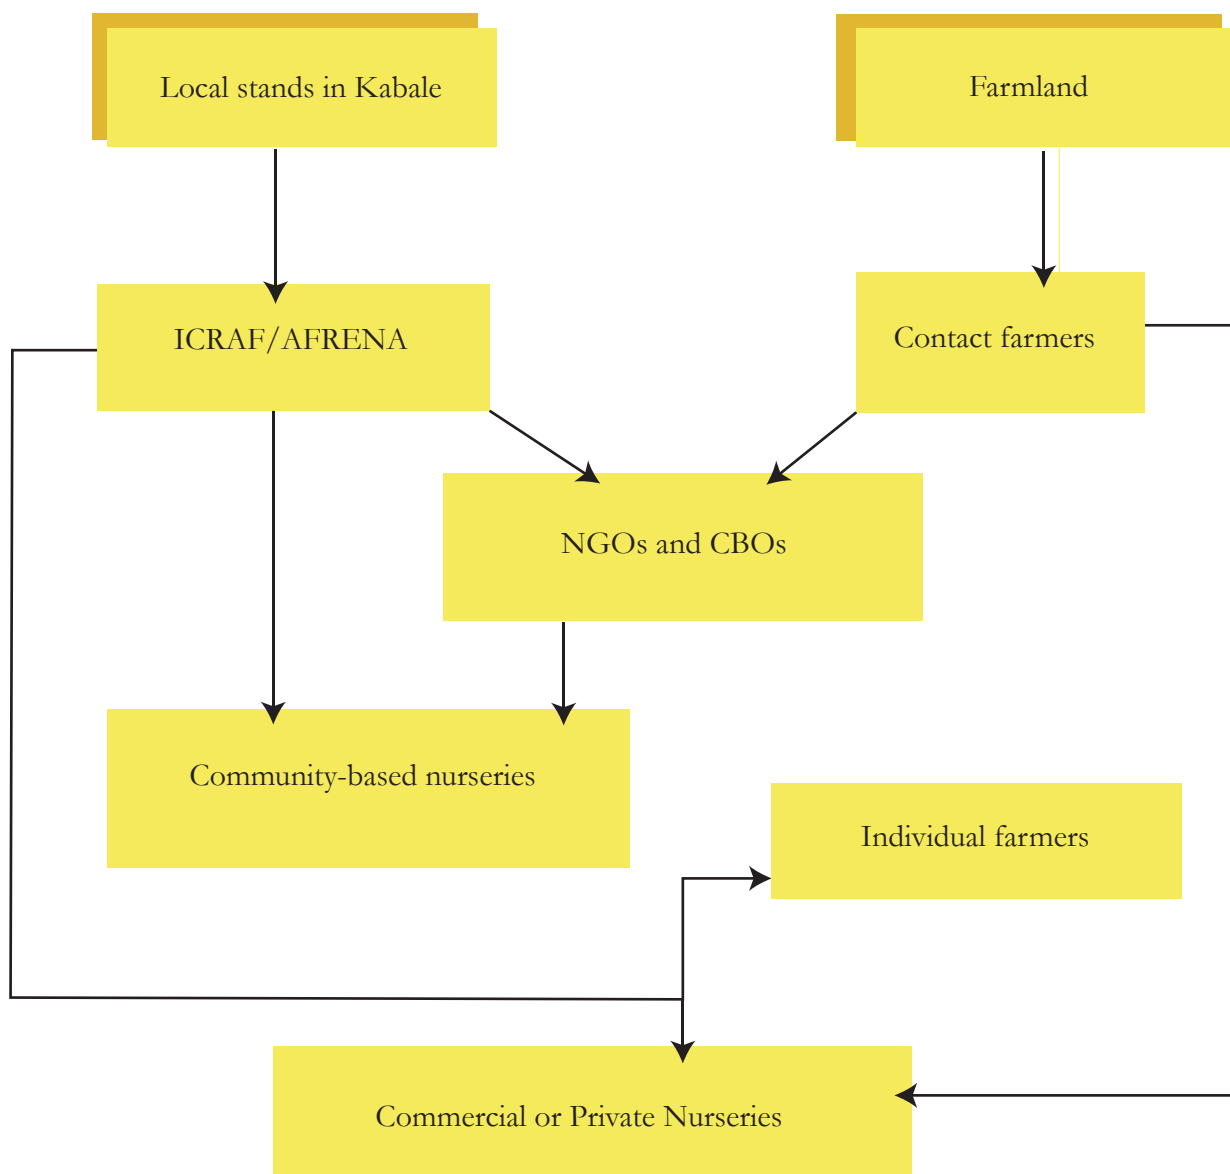 Local stands in Kabale
Farmland
ICRAF/AFRENA
Contact farmers
NGOs and CBOs
Community-based nurseries
Individual farmers
Commercial or Private Nurseries